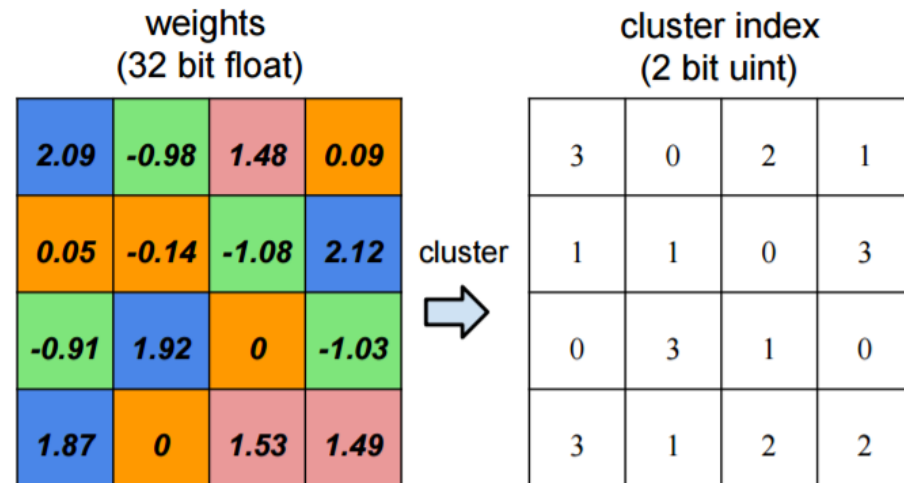 weights
(32 bit float)
cluster index
(2 bit uint)
2.09 -0.98 1.48 0.09
3 0 2 1
0.05 -0.14 -1.08 2.12
cluster
1 1 0 3
-0.91 1.92 0 -1.03
0 3 1 0
1.87 0 1.53 1.49
3 1 2 2